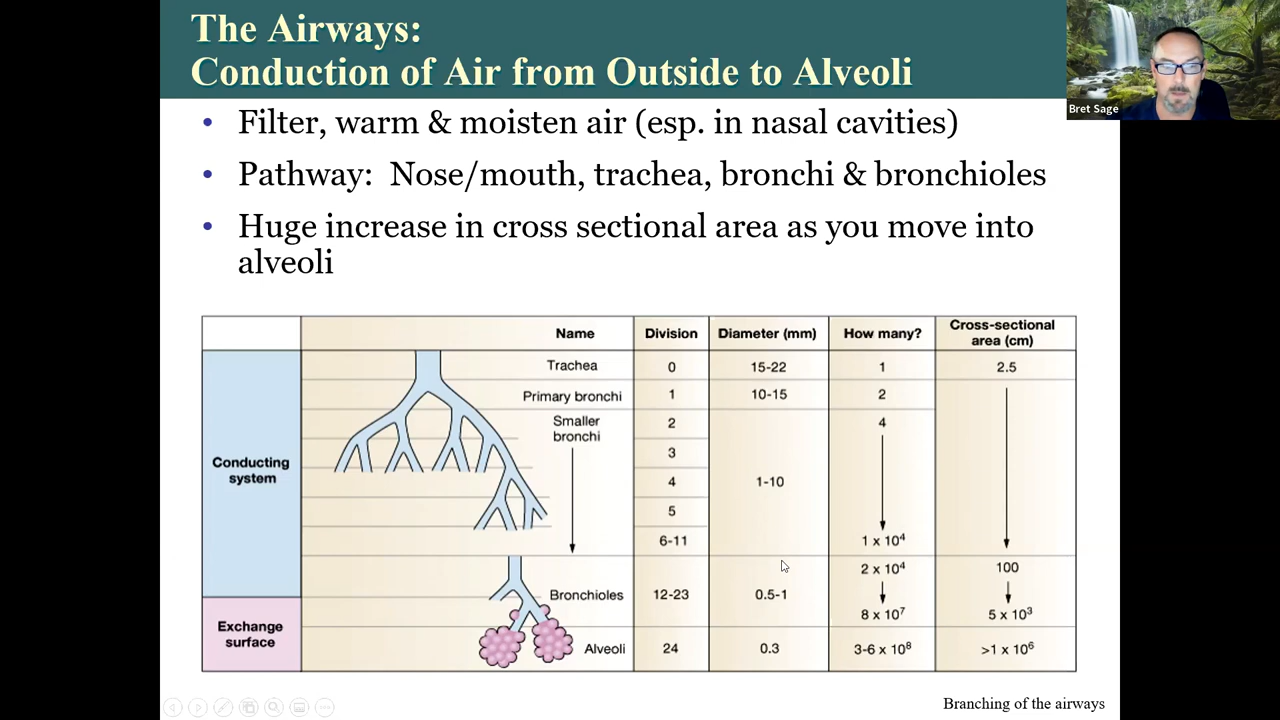 The Airways:
Conduction of Air from Outside to Alveoli
Bret Sage
• Filter, warm & moisten air (esp. in nasal cavities)
• Pathway: Nose/mouth, trachea, bronchi & bronchioles
• Huge increase in cross sectional area as you move into
alveoli
Name Division Diameter (mm) How many? Cross-sectional
area (cm)
Trachea 0 15-22 1 2.5
Primary bronchi 1 10-15 2
Smaller
bronchi
2 4
3
Conducting
system
4 1-10
5
6-11 1 x 10⁴
2 x 10⁴ 100
Bronchioles 12-23 0.5-1
8 x 10⁷ 5 x 10³
Exchange
surface
Alveoli 24 0.3 3-6 x 10⁸ >1 x 10⁶
Branching of the airways